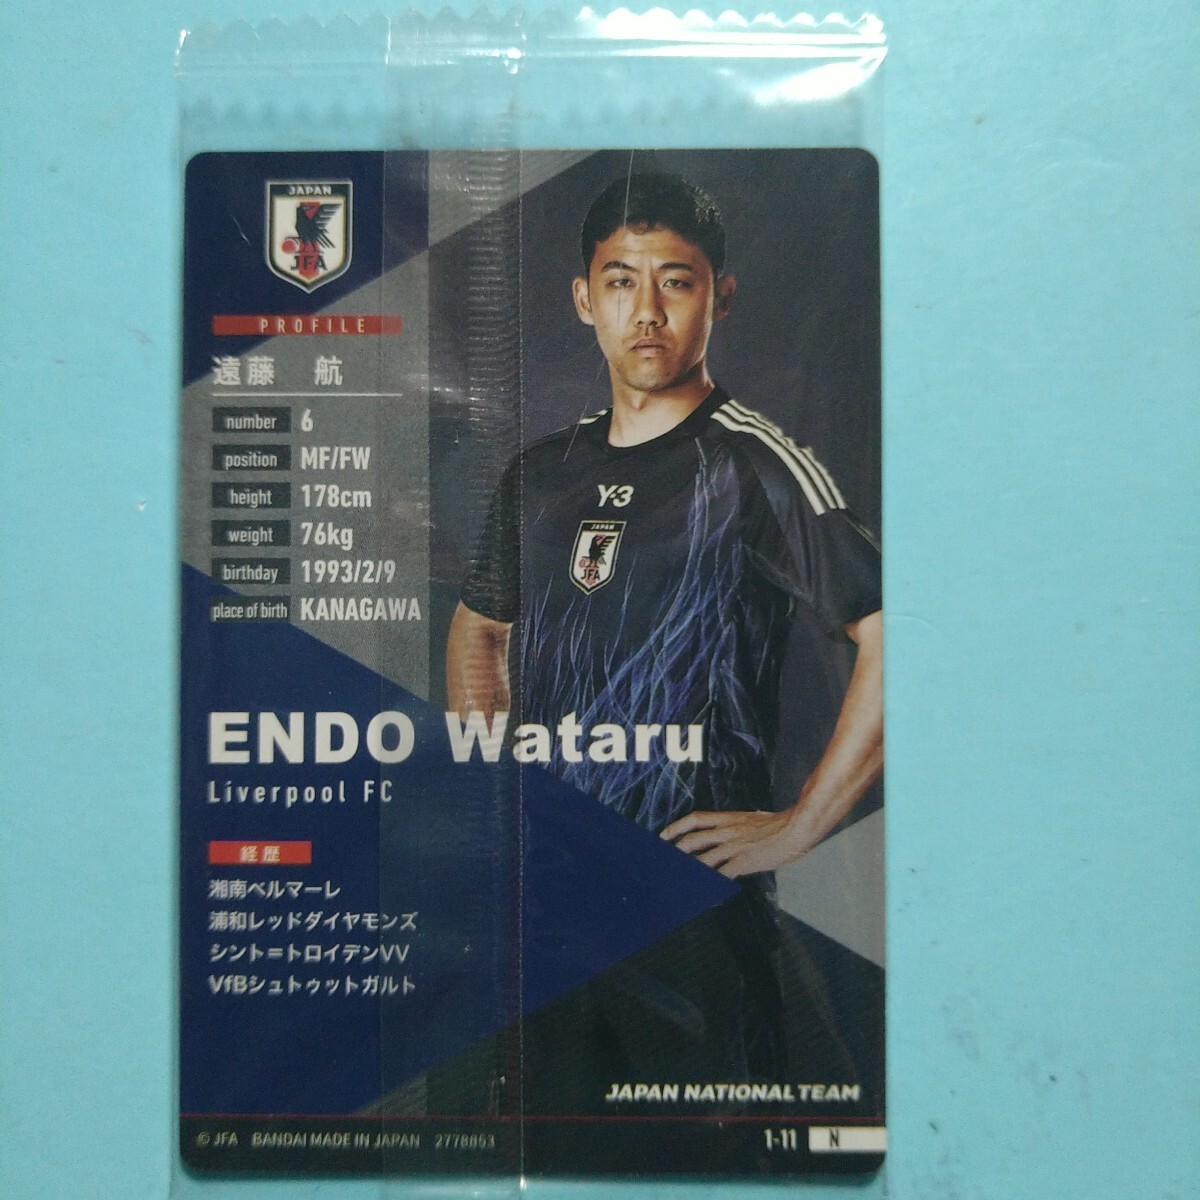 JAPAN
JFA
PROFILE
遠藤 航
number 6
position MF/FW
height 178cm
weight 76kg
birthday 1993/2/9
place of birth KANAGAWA
Y-3
JAPAN
JFA
ENDO Wataru
Liverpool FC
経歴
湘南ベルマーレ
浦和レッドダイヤモンズ
シント=トロイデンVV
VfBシュトゥットガルト
JAPAN NATIONAL TEAM
© JFA BANDAI MADE IN JAPAN 2778853
1-11 N